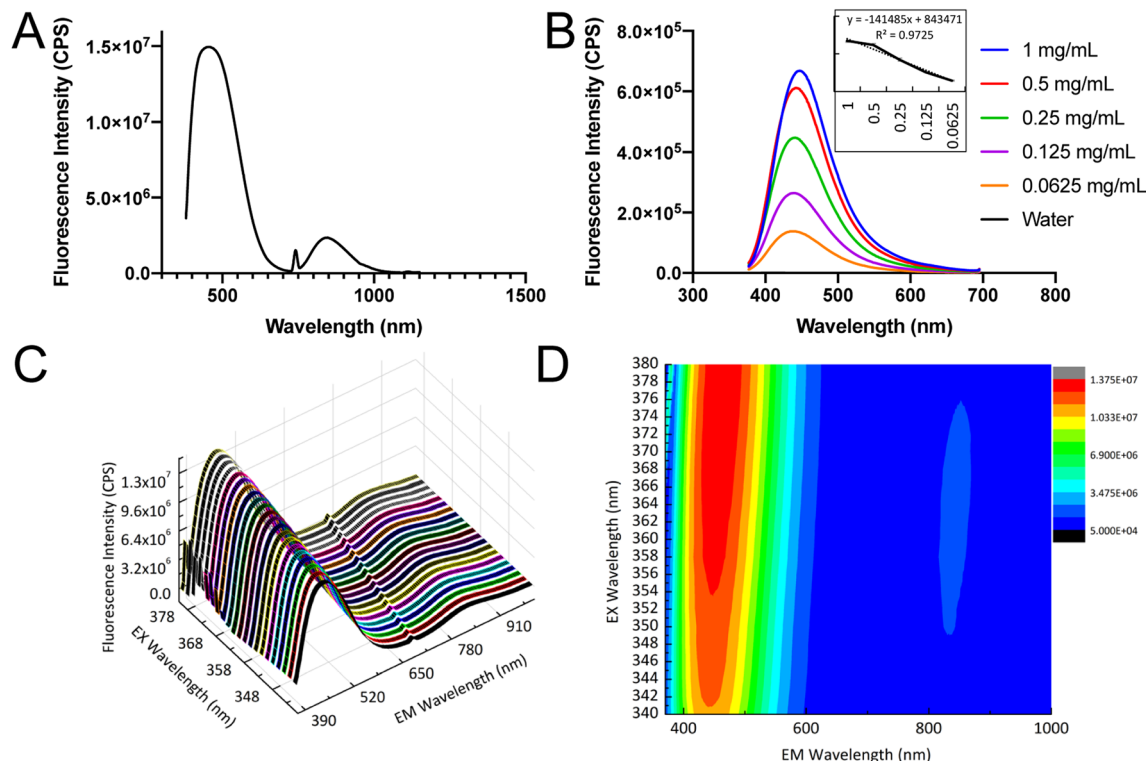 A
Fluorescence Intensity (CPS)
1.5×10⁷
1.0×10⁷
5.0×10⁶
0.0
500
1000
1500
Wavelength (nm)
B
Fluorescence Intensity (CPS)
8.0×10⁵
6.0×10⁵
4.0×10⁵
2.0×10⁵
0.0
300
400
500
600
700
800
Wavelength (nm)
y = -141485x + 843471
R² = 0.9725
1
0.5
0.25
0.125
0.0625
1 mg/mL
0.5 mg/mL
0.25 mg/mL
0.125 mg/mL
0.0625 mg/mL
Water
C
Fluorescence Intensity (CPS)
1.3x10⁷
9.6x10⁶
6.4x10⁶
3.2x10⁶
0.0
378
368
358
348
EX Wavelength (nm)
390
520
650
780
910
EM Wavelength (nm)
D
EX Wavelength (nm)
380
378
376
374
372
370
368
366
364
362
360
358
356
354
352
350
348
346
344
342
340
400
600
800
1000
EM Wavelength (nm)
1.375E+07
1.033E+07
6.900E+06
3.475E+06
5.000E+04